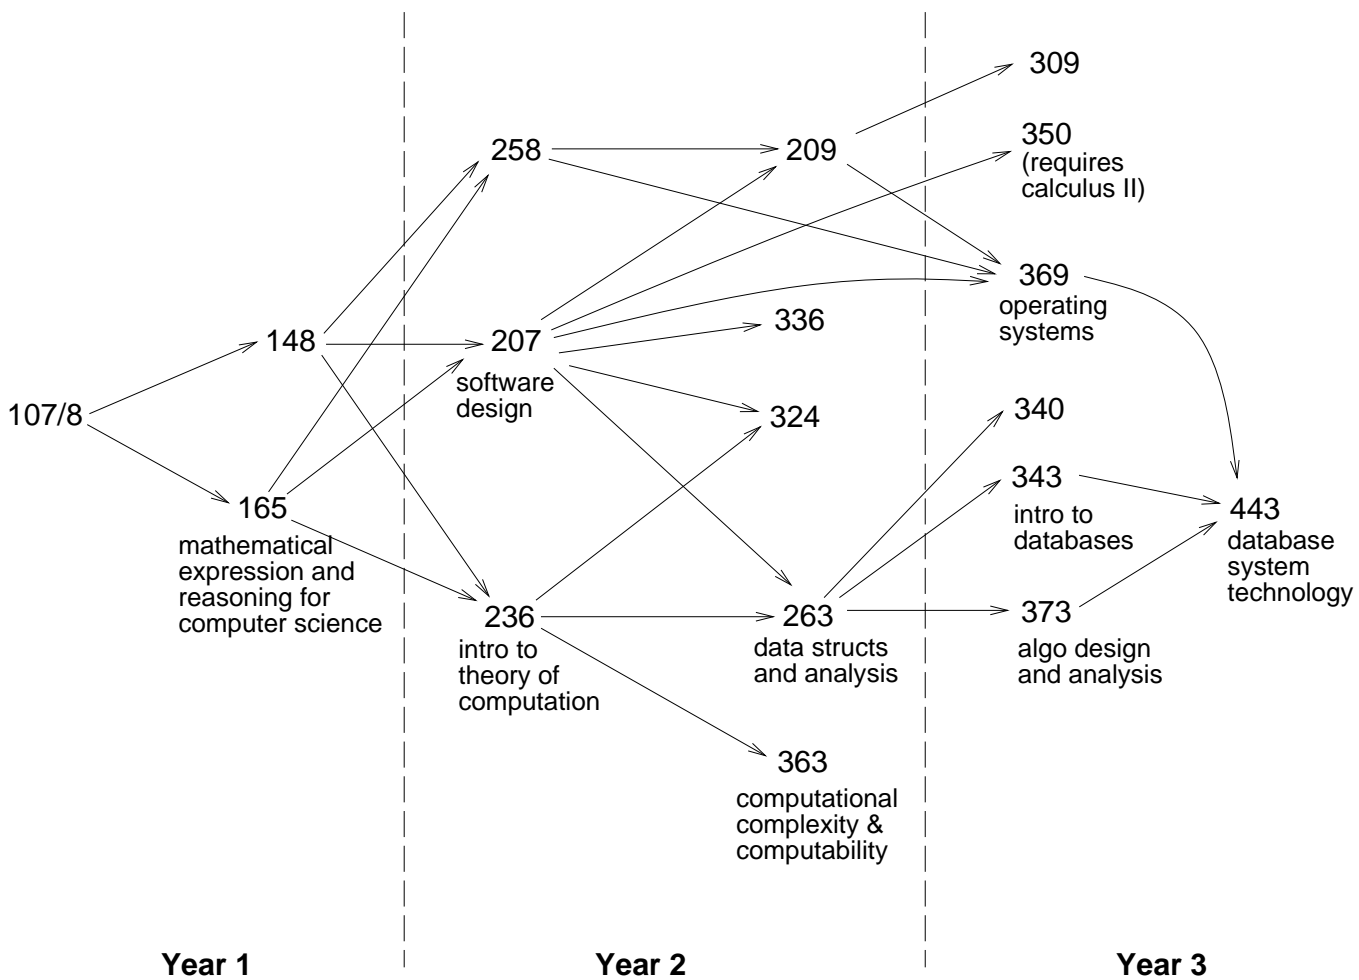 107/8
148
165
mathematical
expression and
reasoning for
computer science
258
207
software
design
236
intro to
theory of
computation
209
336
324
263
data structs
and analysis
363
computational
complexity &
computability
309
350
(requires
calculus II)
369
operating
systems
340
343
intro to
databases
373
algo design
and analysis
443
database
system
technology
Year 1
Year 2
Year 3